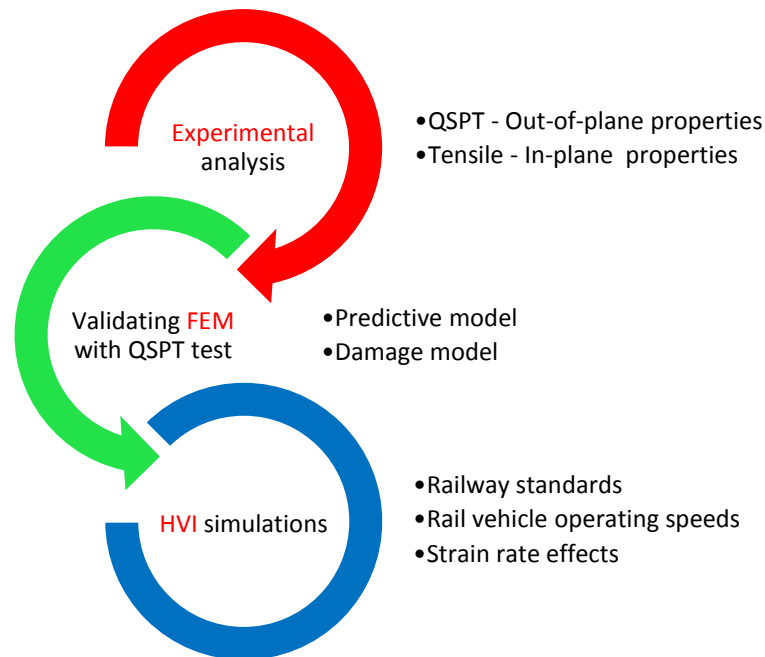 Experimental
analysis
•QSPT - Out-of-plane properties
•Tensile - In-plane properties
Validating FEM
with QSPT test
•Predictive model
•Damage model
HVI simulations
•Railway standards
•Rail vehicle operating speeds
•Strain rate effects